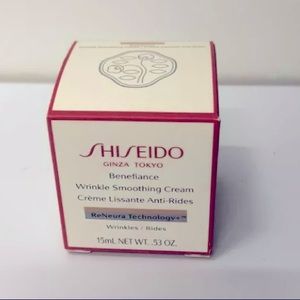 SHISEIDO
GINZA TOKYO
Benefiance
Wrinkle Smoothing Cream
Crème Lissante Anti-Rides
ReNeura Technology+™
Wrinkles / Rides
15mL NET WT. .53 OZ.